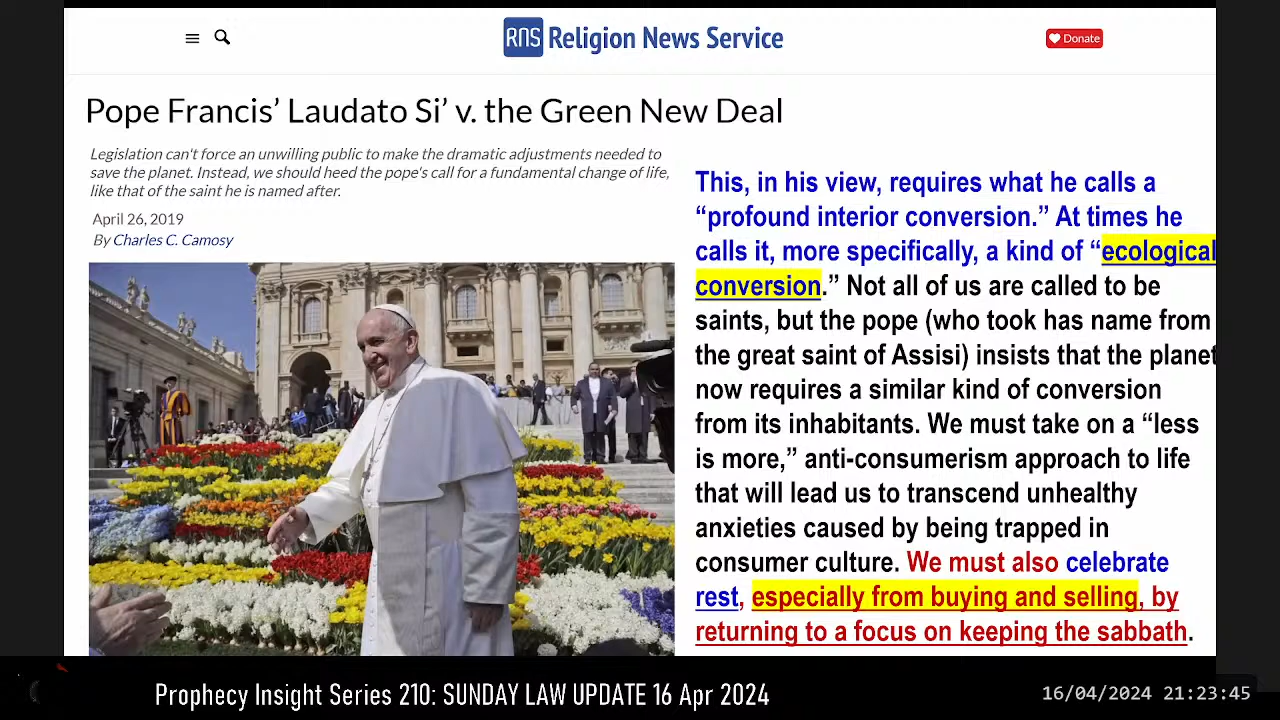 RNS Religion News Service
Donate
Pope Francis’ Laudato Si’ v. the Green New Deal
Legislation can't force an unwilling public to make the dramatic adjustments needed to
save the planet. Instead, we should heed the pope's call for a fundamental change of life,
like that of the saint he is named after.
April 26, 2019
By Charles C. Camosy
This, in his view, requires what he calls a
“profound interior conversion.” At times he
calls it, more specifically, a kind of “ecological
conversion.” Not all of us are called to be
saints, but the pope (who took has name from
the great saint of Assisi) insists that the planet
now requires a similar kind of conversion
from its inhabitants. We must take on a “less
is more,” anti-consumerism approach to life
that will lead us to transcend unhealthy
anxieties caused by being trapped in
consumer culture. We must also celebrate
rest, especially from buying and selling, by
returning to a focus on keeping the sabbath.
Prophecy Insight Series 210: SUNDAY LAW UPDATE 16 Apr 2024
16/04/2024 21:23:45